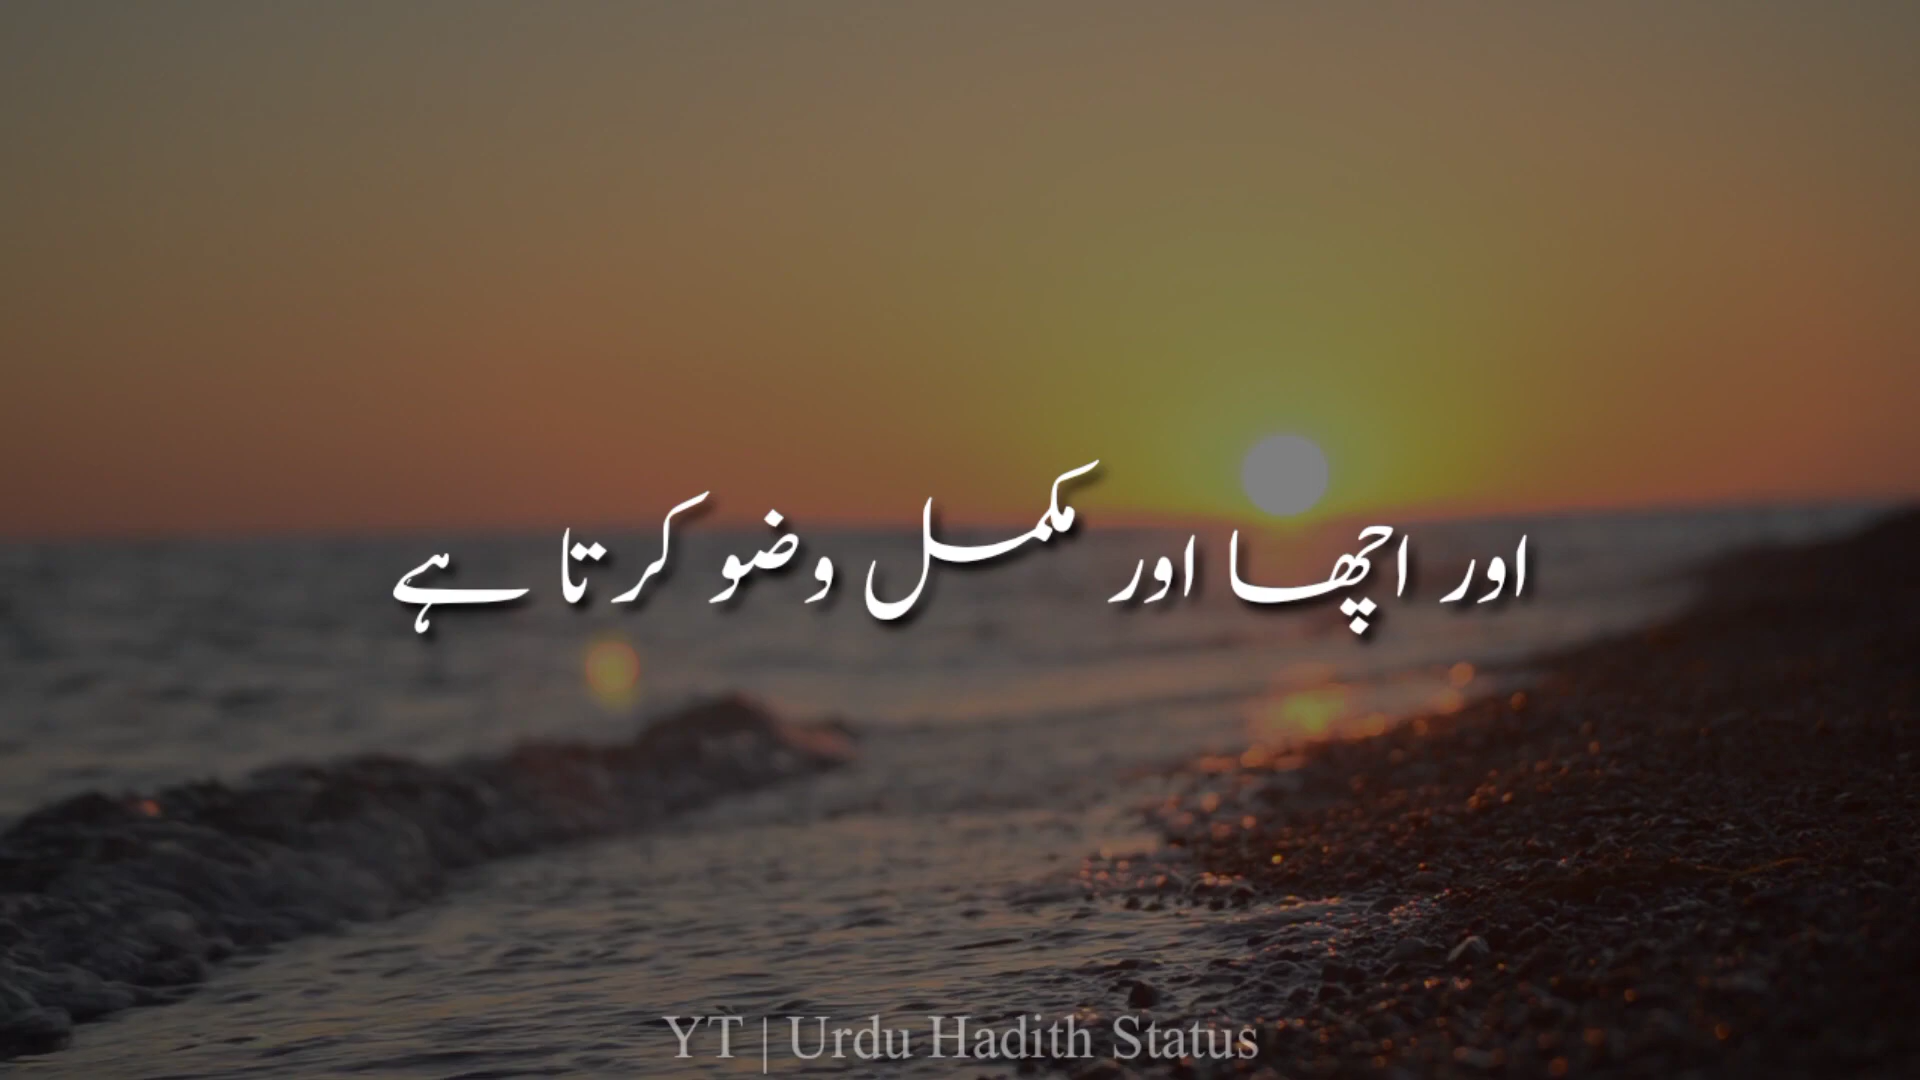 اور اچھا اور مکمل وضو کرتا ہے
YT | Urdu Hadith Status